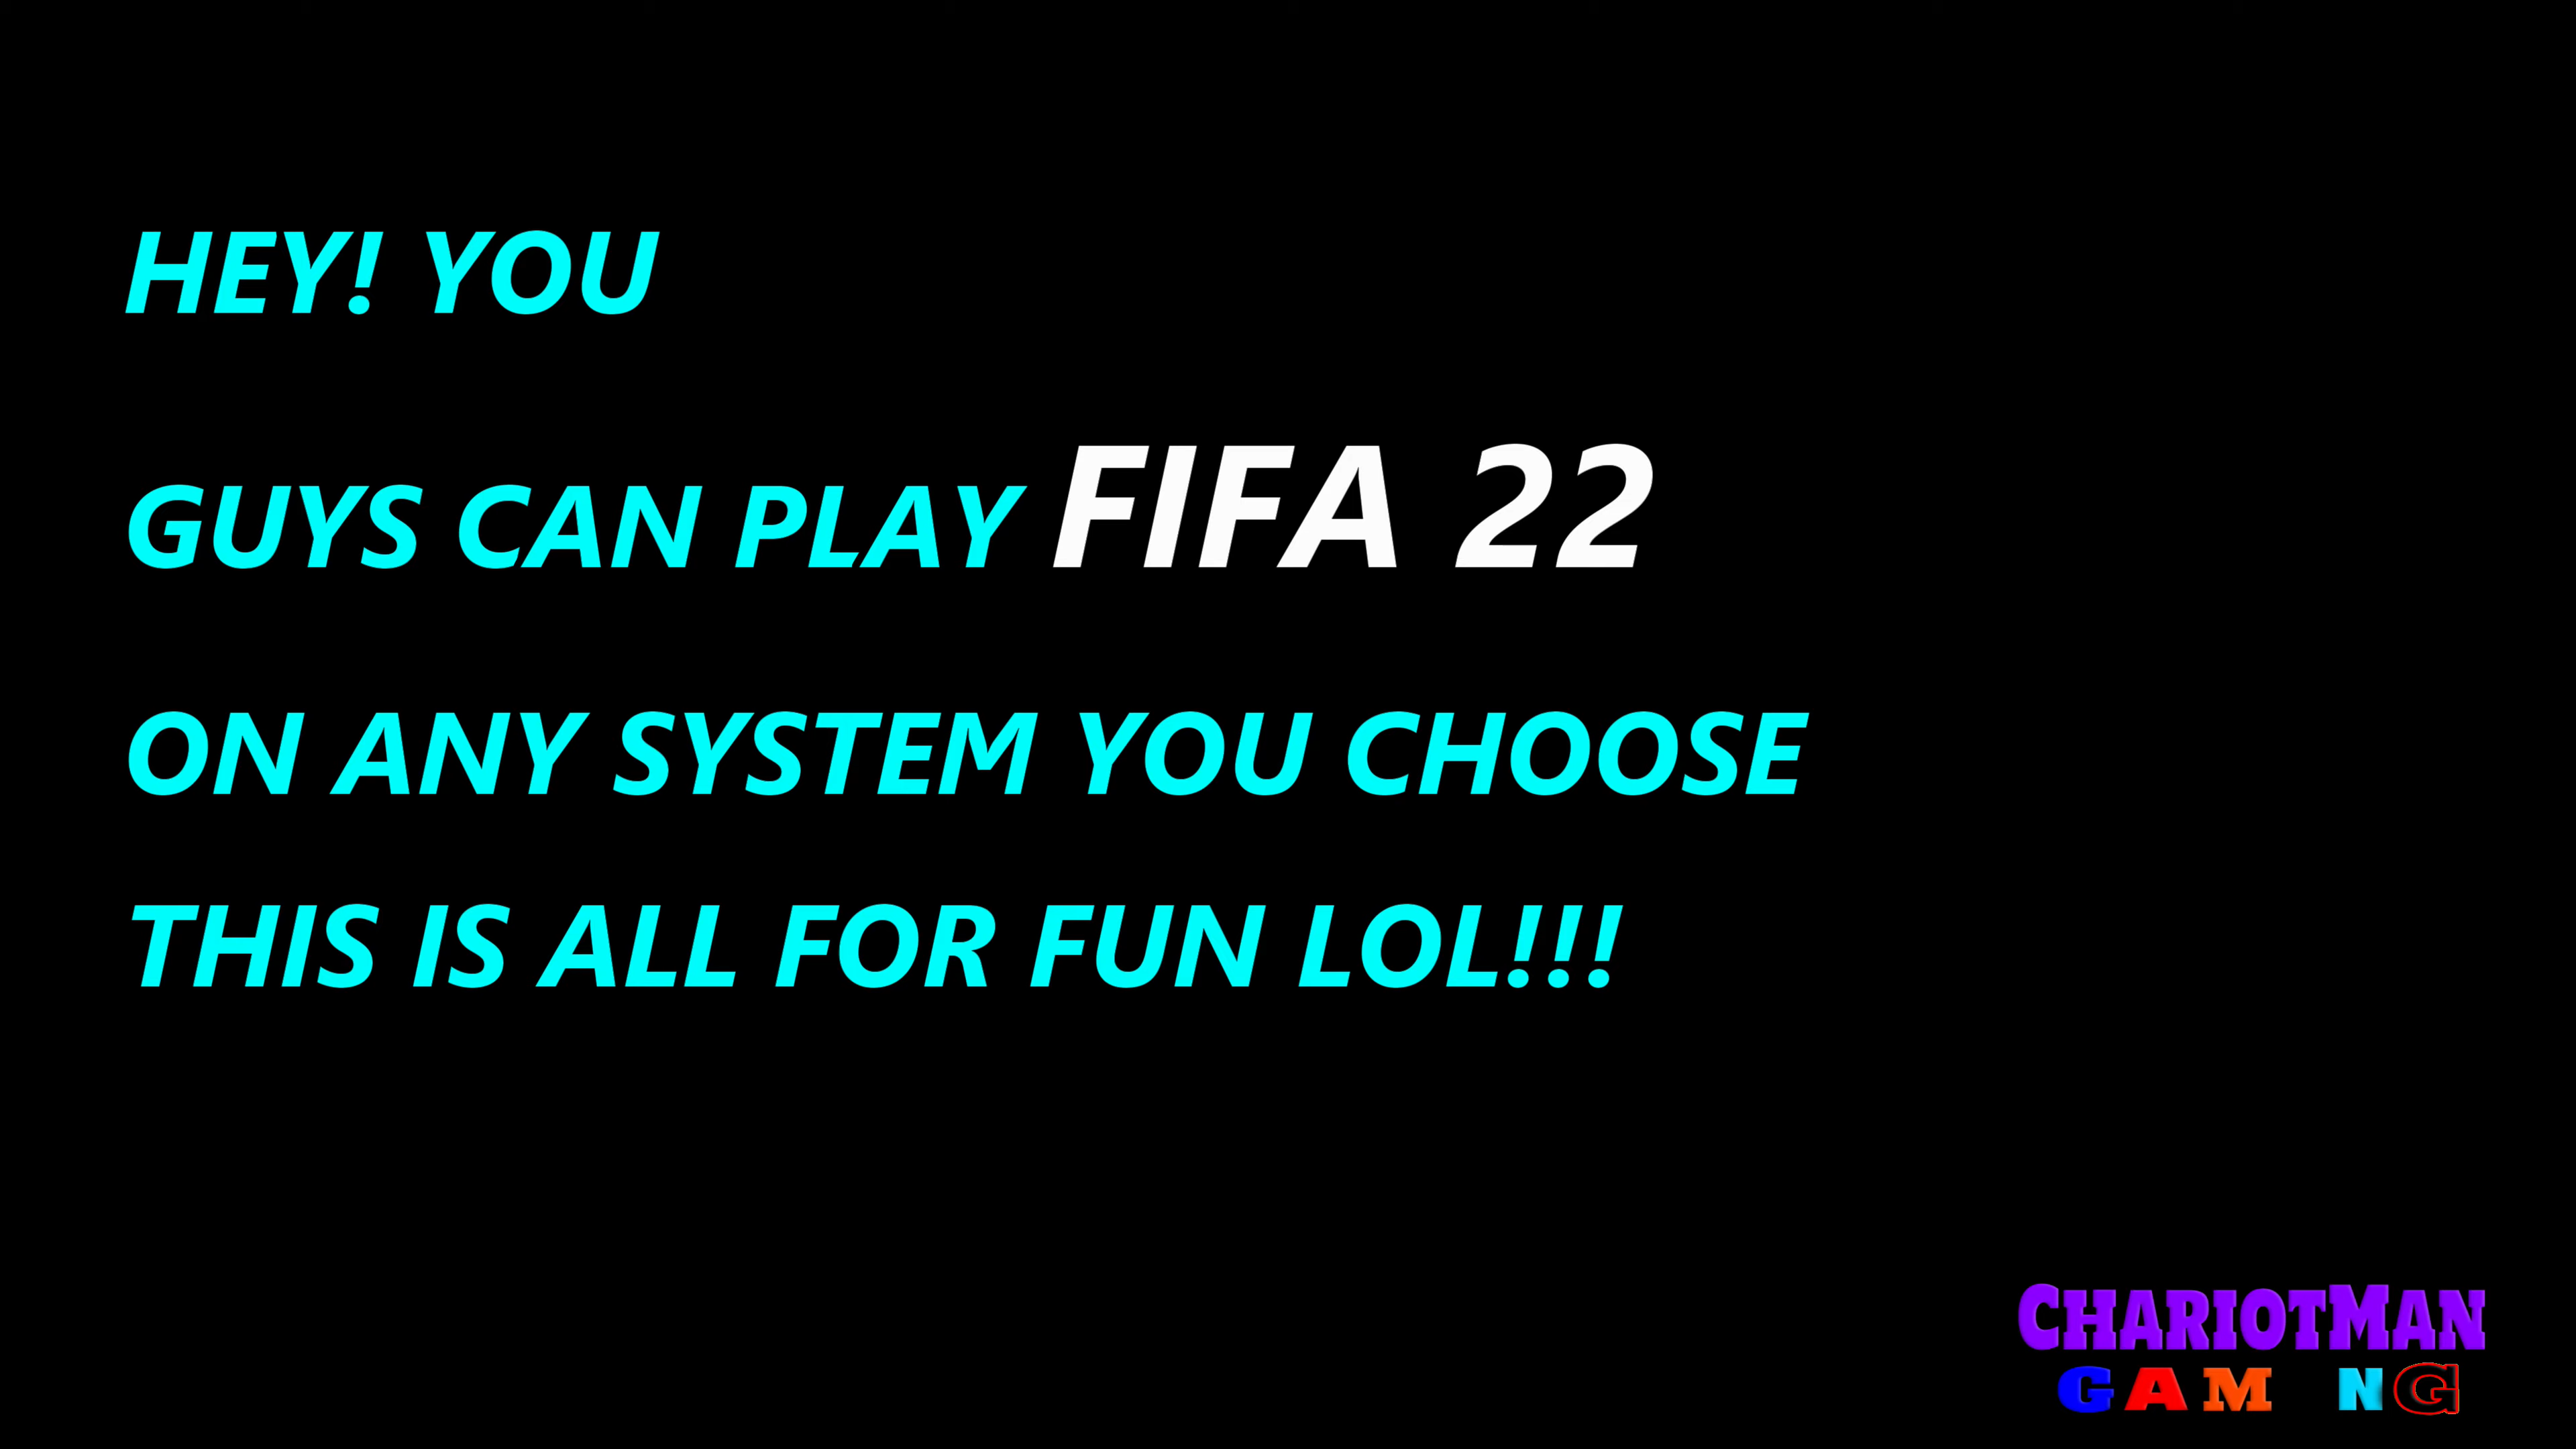 HEY! YOU
GUYS CAN PLAY FIFA 22
ON ANY SYSTEM YOU CHOOSE
THIS IS ALL FOR FUN LOL!!!
CHARIOTMAN
GAM NG